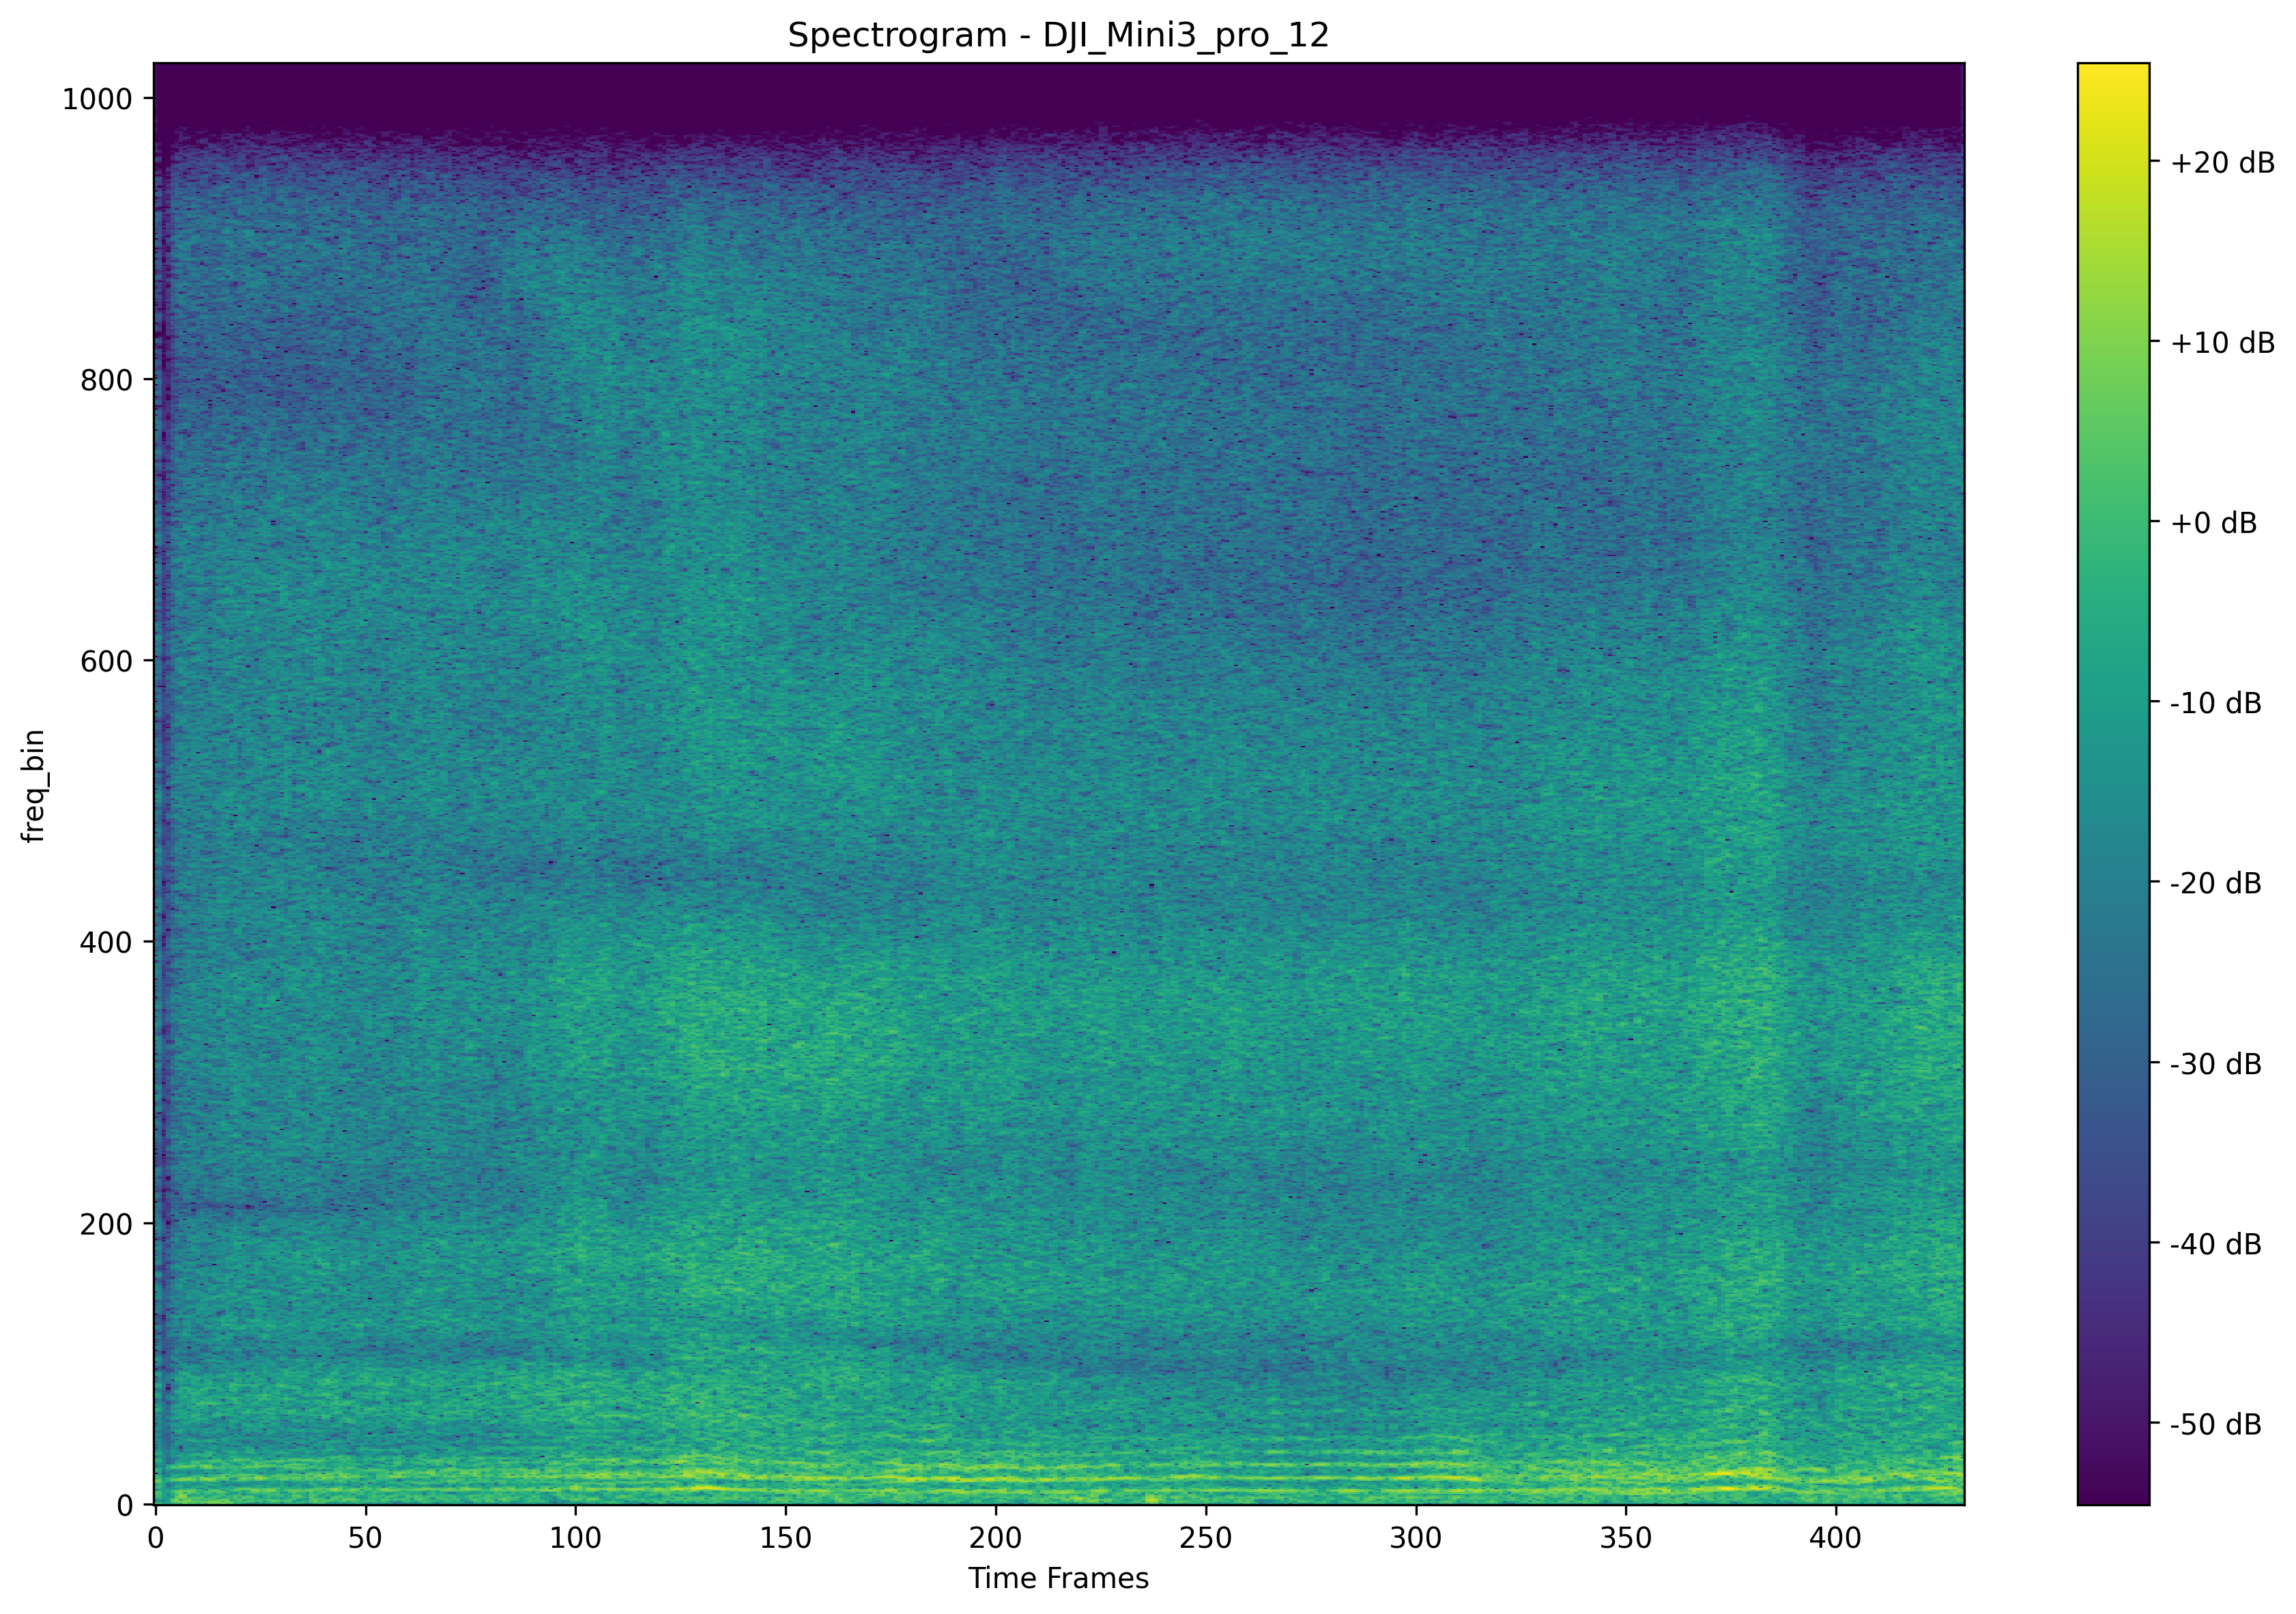 Spectrogram - DJI_Mini3_pro_12
1000
800
600
400
200
0
freq_bin
0 50 100 150 200 250 300 350 400
Time Frames
+20 dB
+10 dB
+0 dB
-10 dB
-20 dB
-30 dB
-40 dB
-50 dB